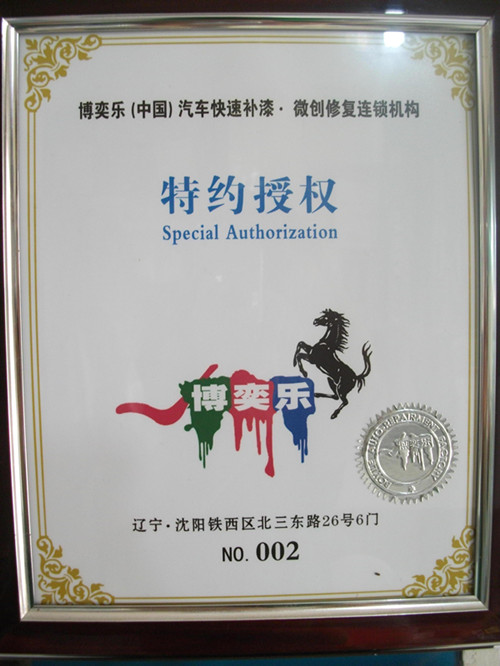 博奕乐(中国)汽车快速补漆·微创修复连锁机构
特约授权
Special Authorization
博奕乐
辽宁·沈阳铁西区北三东路26号6门
NO. 002